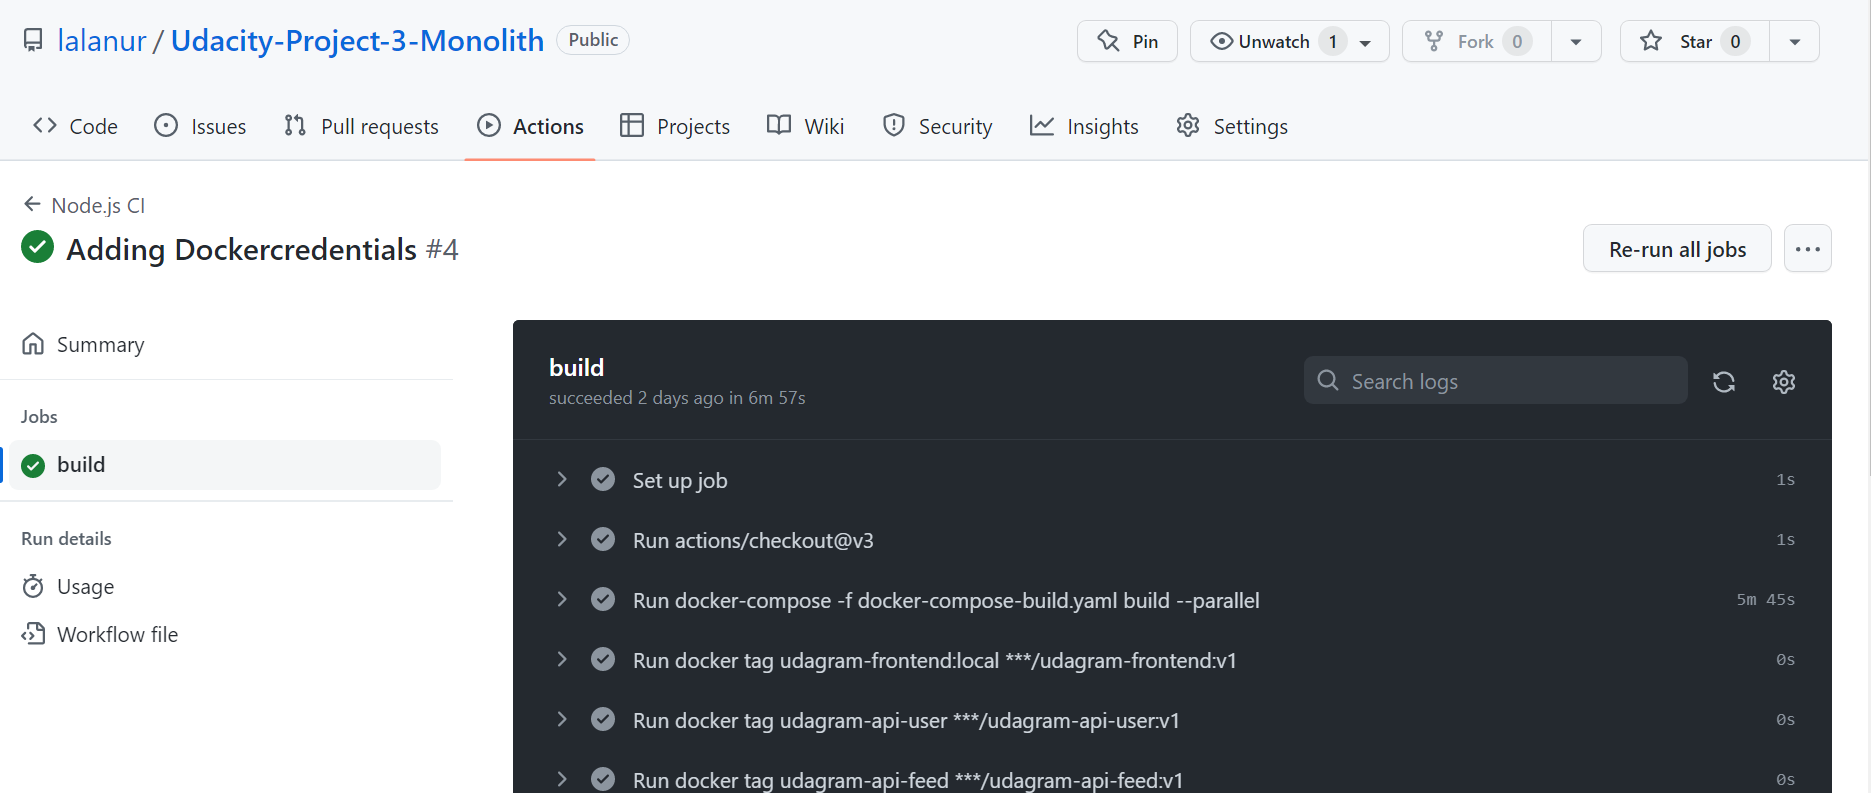 lalanur / Udacity-Project-3-Monolith Public Pin Unwatch 1 Fork 0 Star 0
Code Issues Pull requests Actions Projects Wiki Security Insights Settings
Node.js CI
Adding Dockercredentials #4
Re-run all jobs
Summary
Jobs
build
Run details
Usage
Workflow file
build
succeeded 2 days ago in 6m 57s
Search logs
Set up job 1s
Run actions/checkout@v3 1s
Run docker-compose -f docker-compose-build.yaml build --parallel 5m 45s
Run docker tag udagram-frontend:local ***/udagram-frontend:v1 0s
Run docker tag udagram-api-user ***/udagram-api-user:v1 0s
Run docker tag udagram-api-feed ***/udagram-api-feed:v1 0s